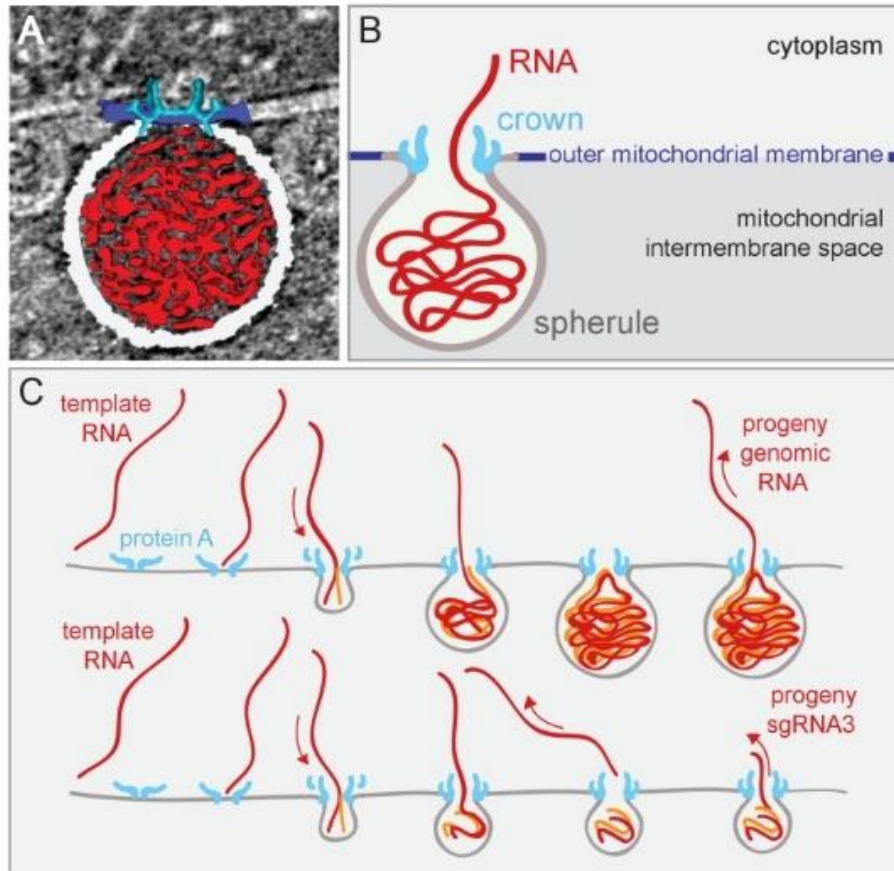 A
B
cytoplasm
RNA
crown
outer mitochondrial membrane
mitochondrial
intermembrane space
spherule
C
template
RNA
progeny
genomic
RNA
protein A
template
RNA
progeny
sgRNA3